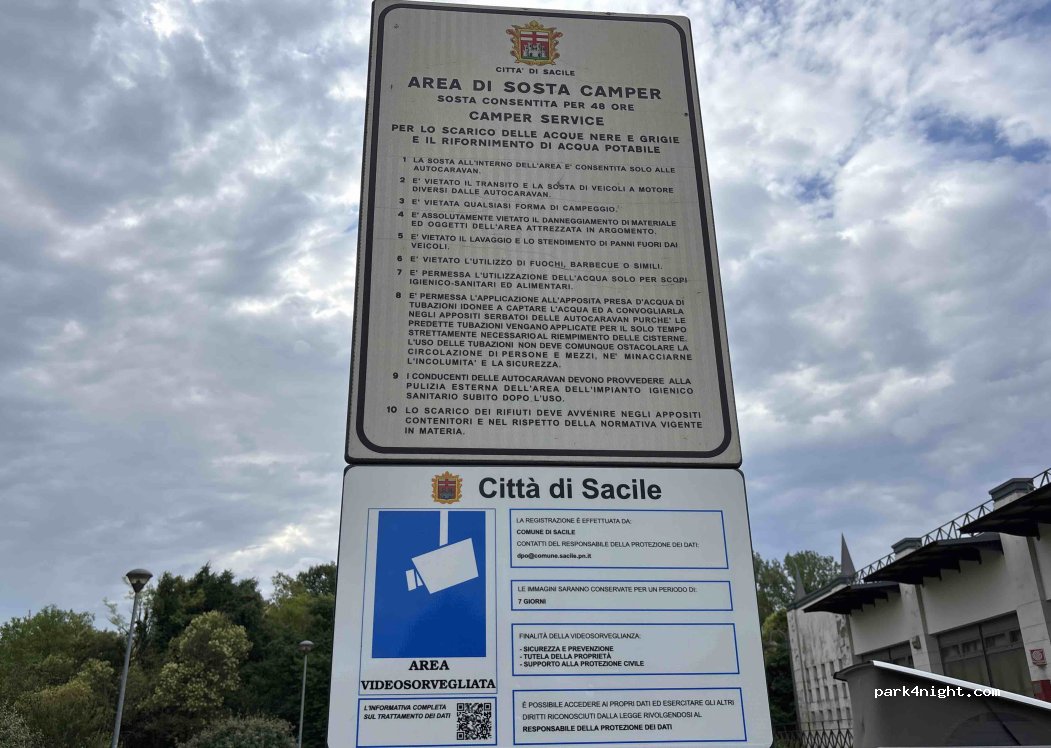 CITTA' DI SACILE
AREA DI SOSTA CAMPER
SOSTA CONSENTITA PER 48 ORE
CAMPER SERVICE
PER LO SCARICO DELLE ACQUE NERE E GRIGIE
E IL RIFORNIMENTO DI ACQUA POTABILE
1 LA SOSTA ALL'INTERNO DELL'AREA E' CONSENTITA SOLO ALLE
AUTOCARAVAN.
2 E' VIETATO IL TRANSITO E LA SOSTA DI VEICOLI A MOTORE
DIVERSI DALLE AUTOCARAVAN.
3 E' VIETATA QUALSIASI FORMA DI CAMPEGGIO.
4 E' ASSOLUTAMENTE VIETATO IL DANNEGGIAMENTO DI MATERIALE
ED OGGETTI DELL'AREA ATTREZZATA IN ARGOMENTO.
5 E' VIETATO IL LAVAGGIO E LO STENDIMENTO DI PANNI FUORI DAI
VEICOLI.
6 E' VIETATO L'UTILIZZO DI FUOCHI, BARBECUE O SIMILI.
7 E' PERMESSA L'UTILIZZAZIONE DELL'ACQUA SOLO PER SCOPI
IGIENICO-SANITARI ED ALIMENTARI.
8 E' PERMESSA L'APPLICAZIONE ALL'APPOSITA PRESA D'ACQUA DI
TUBAZIONI IDONEE A CAPTARE L'ACQUA ED A CONVOGLIARLA
NEGLI APPOSITI SERBATOI DELLE AUTOCARAVAN PURCHE' LE
PREDETTE TUBAZIONI VENGANO APPLICATE PER IL SOLO TEMPO
STRETTAMENTE NECESSARIO AL RIEMPIMENTO DELLE CISTERNE.
L'USO DELLE TUBAZIONI NON DEVE COMUNQUE OSTACOLARE LA
CIRCOLAZIONE DI PERSONE E MEZZI, NE' MINACCIARNE
L'INCOLUMITA' E LA SICUREZZA.
9 I CONDUCENTI DELLE AUTOCARAVAN DEVONO PROVVEDERE ALLA
PULIZIA ESTERNA DELL'AREA DELL'IMPIANTO IGIENICO
SANITARIO SUBITO DOPO L'USO.
10 LO SCARICO DEI RIFIUTI DEVE AVVENIRE NEGLI APPOSITI
CONTENITORI E NEL RISPETTO DELLA NORMATIVA VIGENTE
IN MATERIA.
Città di Sacile
LA REGISTRAZIONE È EFFETTUATA DA:
COMUNE DI SACILE
CONTATTI DEL RESPONSABILE DELLA PROTEZIONE DEI DATI:
dpo@comune.sacile.pn.it
LE IMMAGINI SARANNO CONSERVATE PER UN PERIODO DI:
7 GIORNI
FINALITÀ DELLA VIDEOSORVEGLIANZA:
- SICUREZZA E PREVENZIONE
- TUTELA DELLA PROPRIETÀ
- SUPPORTO ALLA PROTEZIONE CIVILE
AREA
VIDEOSORVEGLIATA
L'INFORMATIVA COMPLETA
SUL TRATTAMENTO DEI DATI
È POSSIBILE ACCEDERE AI PROPRI DATI ED ESERCITARE GLI ALTRI
DIRITTI RICONOSCIUTI DALLA LEGGE RIVOLGENDOSI AL
RESPONSABILE DELLA PROTEZIONE DEI DATI
park4night.com